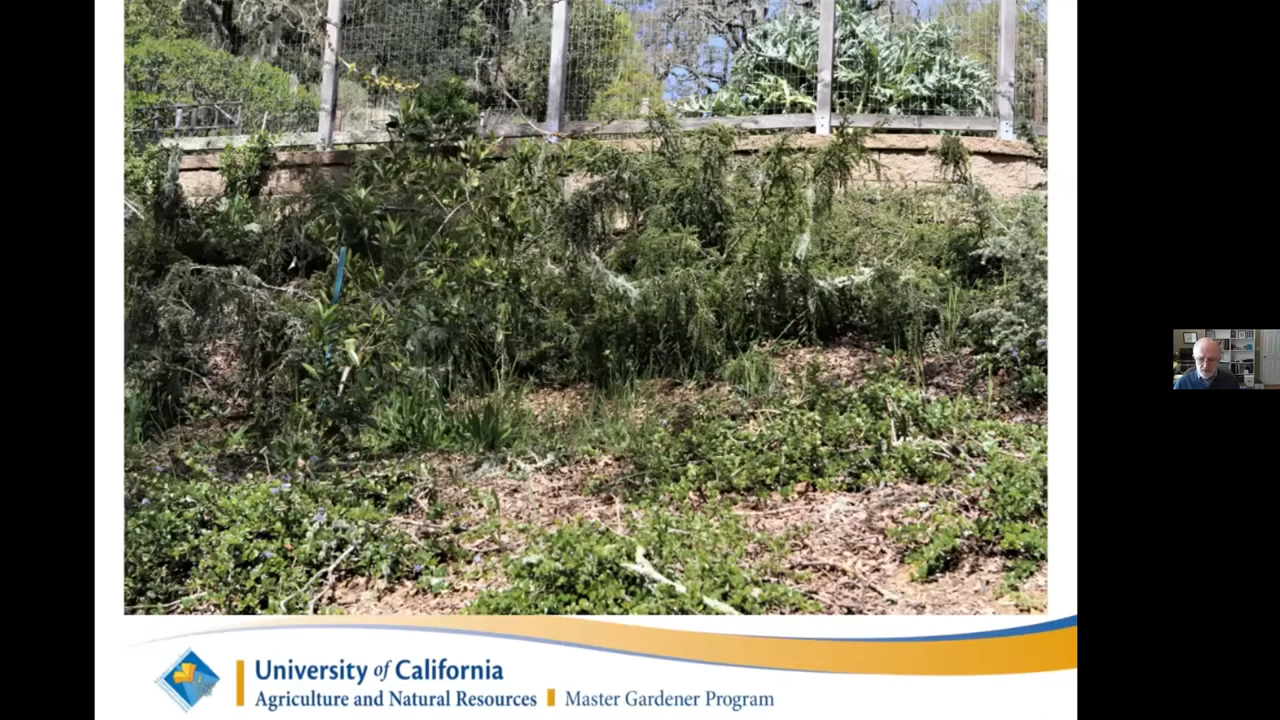 University of California
Agriculture and Natural Resources Master Gardener Program